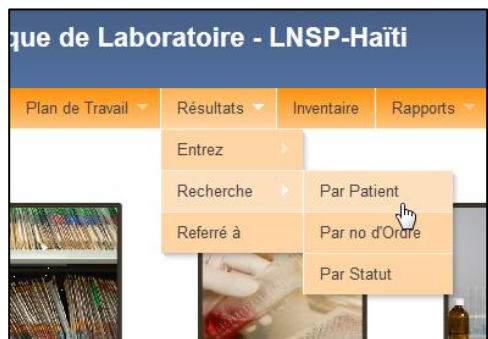 que de Laboratoire - LNSP-Haïti
Plan de Travail Résultats Inventaire Rapports
Entrez
Recherche Par Patient
Referré à Par no d'Ordre
Par Statut